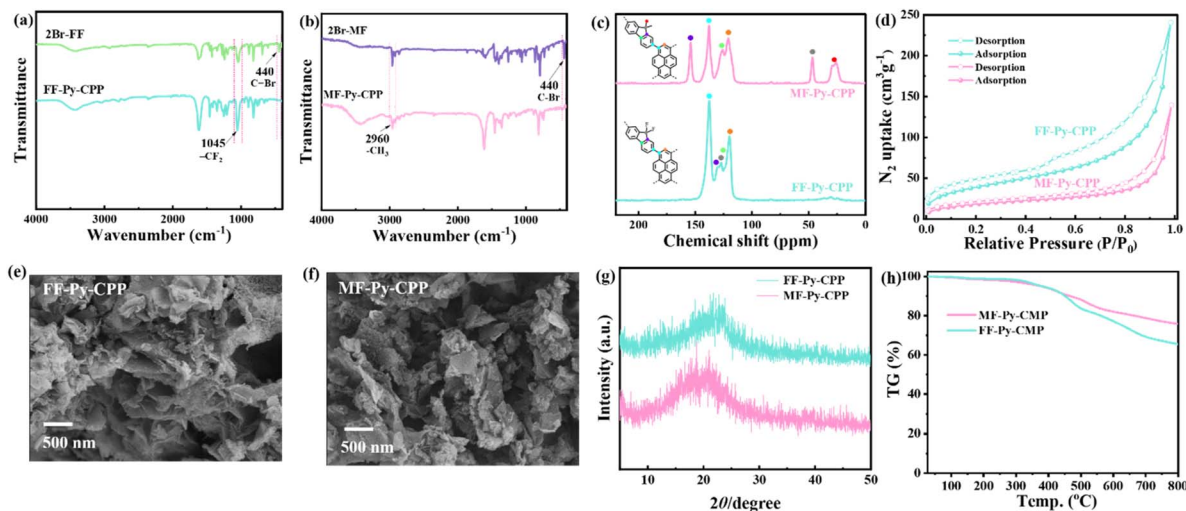 (a)
2Br-FF
440
C−Br
FF-Py-CPP
1045
−CF2
Transmittance
4000 3000 2000 1000
Wavenumber (cm-1)
(b)
2Br-MF
440
C-Br
MF-Py-CPP
2960
-CH3
Transmittance
4000 3000 2000 1000
Wavenumber (cm-1)
(c)
MF-Py-CPP
FF-Py-CPP
200 150 100 50 0
Chemical shift (ppm)
(d)
Desorption
Adsorption
Desorption
Adsorption
FF-Py-CPP
MF-Py-CPP
N2 uptake (cm3g-1)
250
200
150
100
50
0
0.0 0.2 0.4 0.6 0.8 1.0
Relative Pressure (P/P0)
(e)
FF-Py-CPP
500 nm
(f)
MF-Py-CPP
500 nm
(g)
FF-Py-CPP
MF-Py-CPP
Intensity (a.u.)
10 20 30 40 50
2θ/degree
(h)
MF-Py-CMP
FF-Py-CMP
TG (%)
100
80
60
40
20
0
100 200 300 400 500 600 700 800
Temp. (oC)